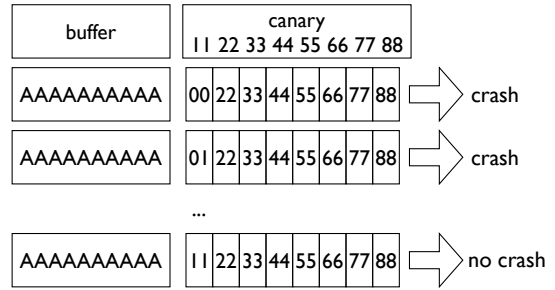 buffer
canary
11 22 33 44 55 66 77 88
AAAAAAAAAA 00 22 33 44 55 66 77 88 crash
AAAAAAAAAA 01 22 33 44 55 66 77 88 crash
...
AAAAAAAAAA 11 22 33 44 55 66 77 88 no crash